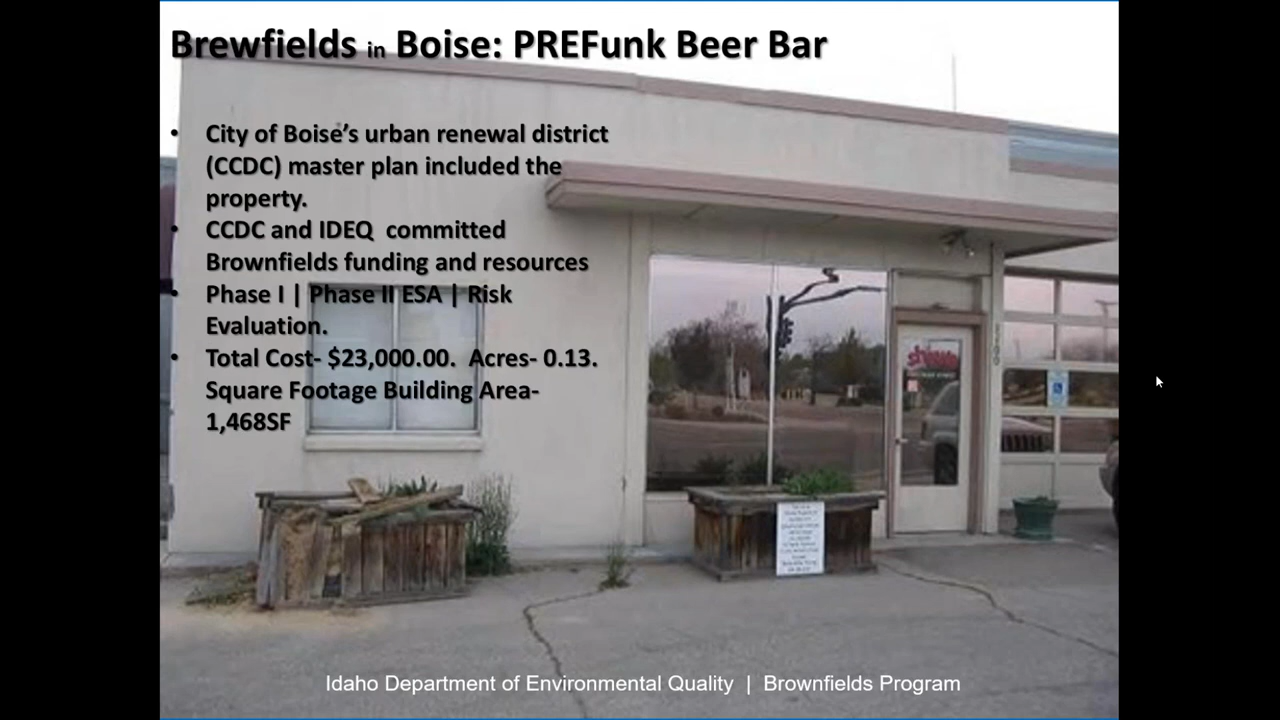 Brewfields in Boise: PREFunk Beer Bar
• City of Boise’s urban renewal district
(CCDC) master plan included the
property.
• CCDC and IDEQ  committed
Brownfields funding and resources
• Phase I | Phase II ESA | Risk
Evaluation.
• Total Cost- $23,000.00.  Acres- 0.13.
Square Footage Building Area-
1,468SF
Idaho Department of Environmental Quality  |  Brownfields Program